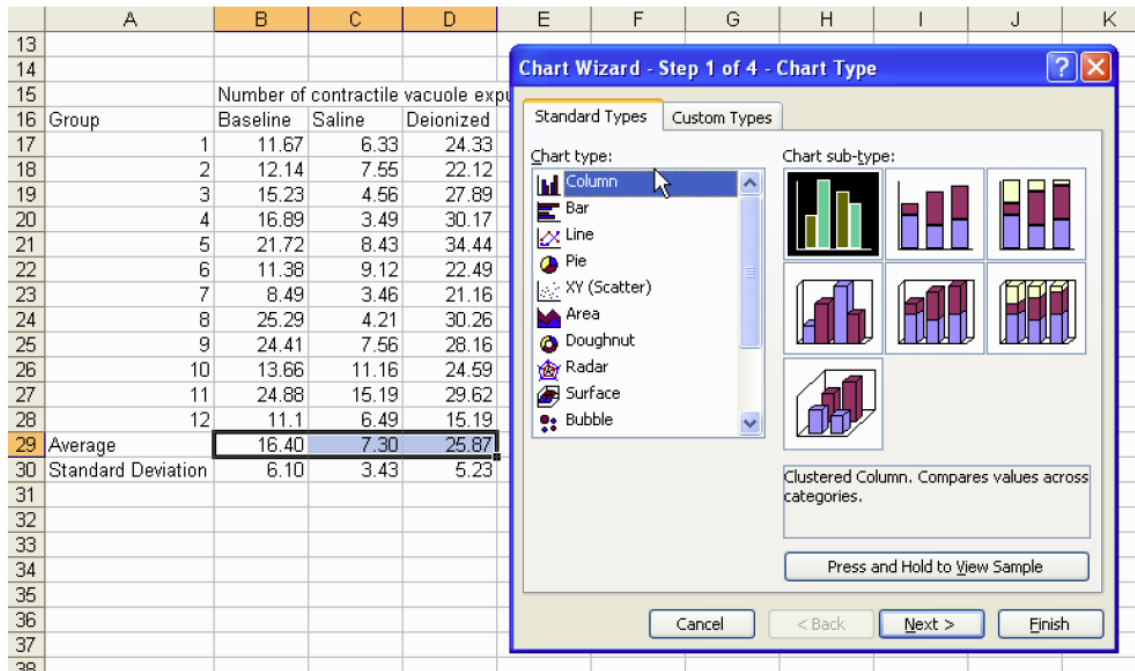 A B C D E F G H I J K
13
14
15 Number of contractile vacuole expu
16 Group Baseline Saline Deionized
17 1 11.67 6.33 24.33
18 2 12.14 7.55 22.12
19 3 15.23 4.56 27.89
20 4 16.89 3.49 30.17
21 5 21.72 8.43 34.44
22 6 11.38 9.12 22.49
23 7 8.49 3.46 21.16
24 8 25.29 4.21 30.26
25 9 24.41 7.56 28.16
26 10 13.66 11.16 24.59
27 11 24.88 15.19 29.62
28 12 11.1 6.49 15.19
29 Average 16.40 7.30 25.87
30 Standard Deviation 6.10 3.43 5.23
31
32
33
34
35
36
37
38
Chart Wizard - Step 1 of 4 - Chart Type
Standard Types Custom Types
Chart type:
Column
Bar
Line
Pie
XY (Scatter)
Area
Doughnut
Radar
Surface
Bubble
Chart sub-type:
Clustered Column. Compares values across
categories.
Press and Hold to View Sample
Cancel < Back Next > Finish